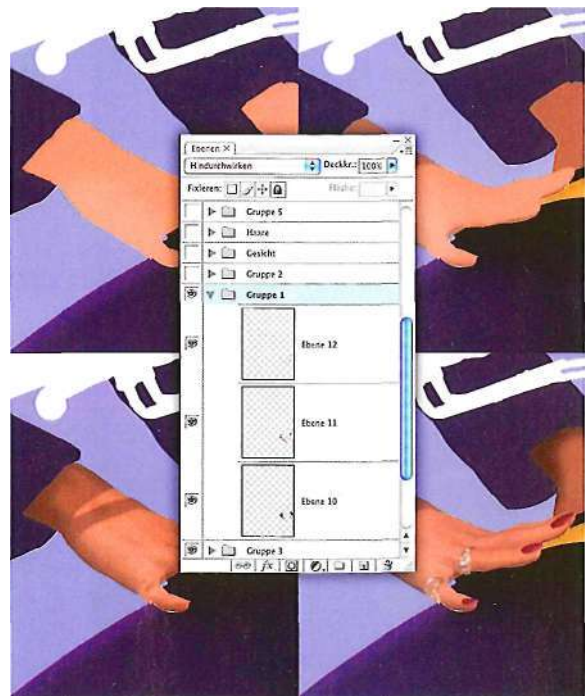 Ebenen ×
Hindurchwirken Deckkr.: 100%
Fixieren: Fläche:
Gruppe 5
Haare
Gesicht
Gruppe 2
Gruppe 1
Ebene 12
Ebene 11
Ebene 10
Gruppe 3
fx